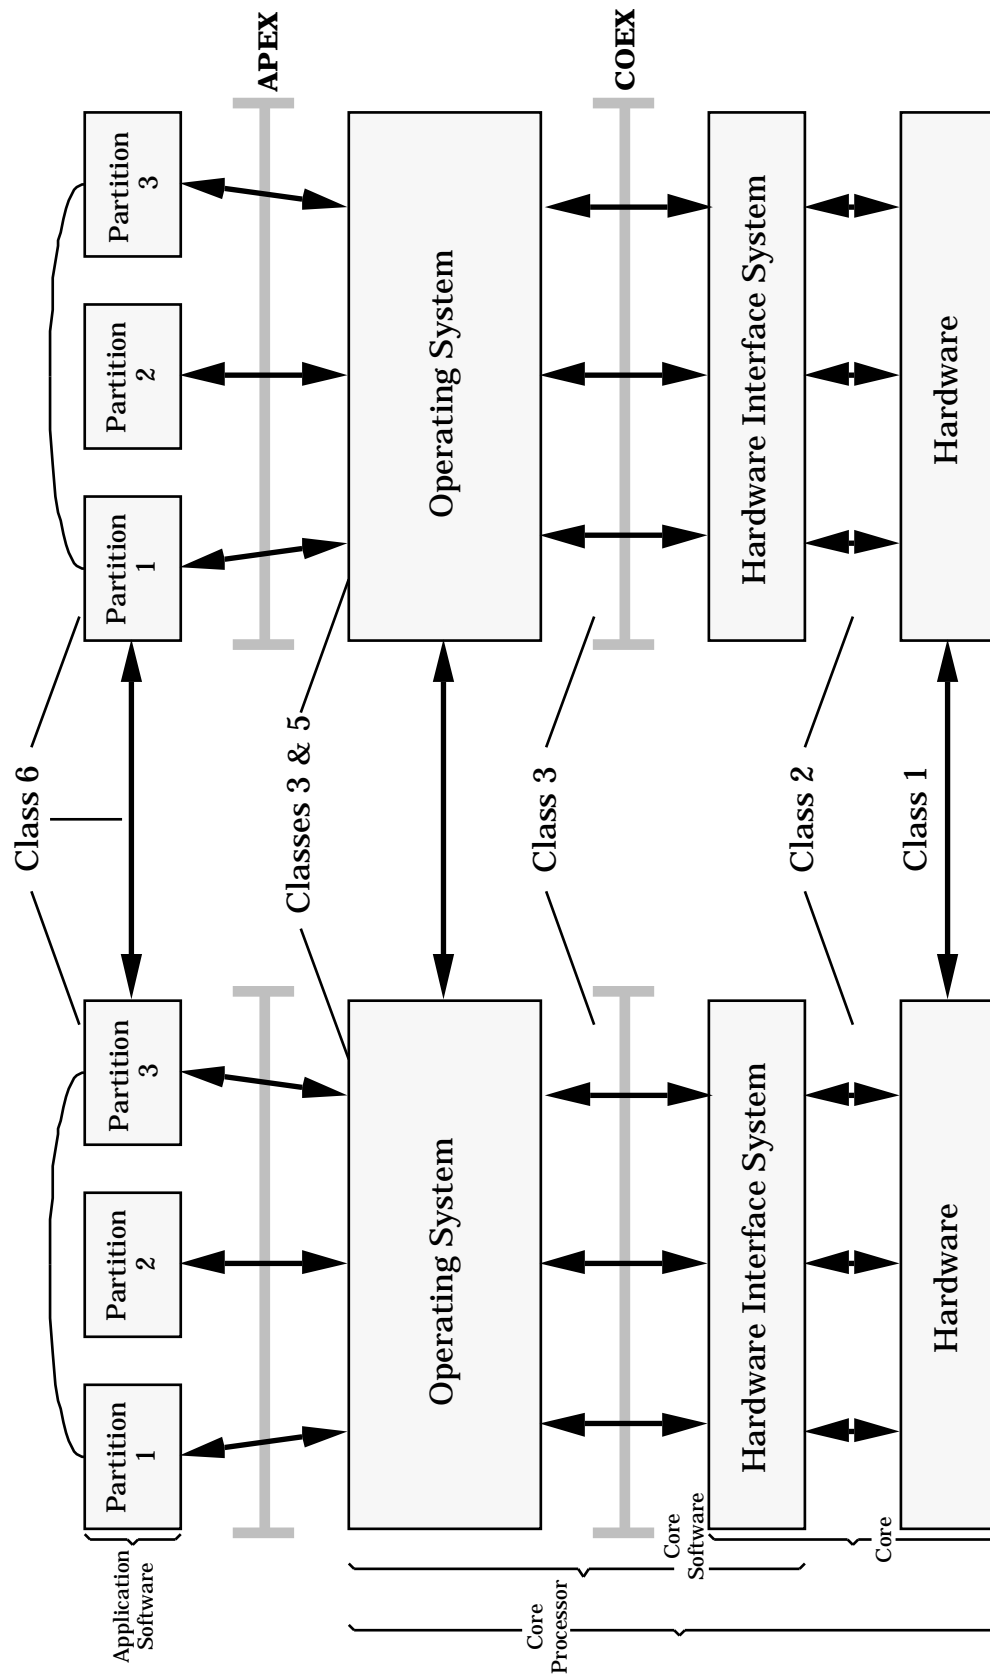 Class 6
Partition
1
Partition
2
Partition
3
Partition
1
Partition
2
Partition
3
Application
Software
APEX
Classes 3 & 5
Operating System
Operating System
Class 3
COEX
Core
Software
Core
Processor
Hardware Interface System
Hardware Interface System
Class 2
Core
Class 1
Hardware
Hardware